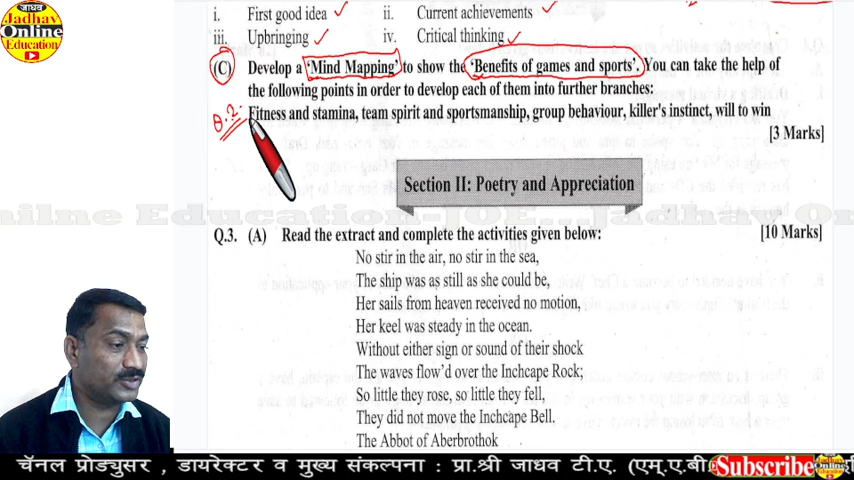 जाधव
Jadhav
Online
Education
i. First good idea ii. Current achievements
iii. Upbringing iv. Critical thinking
(C) Develop a 'Mind Mapping' to show the 'Benefits of games and sports'. You can take the help of
the following points in order to develop each of them into further branches:
Q.2. Fitness and stamina, team spirit and sportsmanship, group behaviour, killer's instinct, will to win
[3 Marks]
Section II: Poetry and Appreciation
Onilne Education-JOE...Jadhav On
Q.3. (A) Read the extract and complete the activities given below: [10 Marks]
No stir in the air, no stir in the sea,
The ship was as still as she could be,
Her sails from heaven received no motion,
Her keel was steady in the ocean.
Without either sign or sound of their shock
The waves flow'd over the Inchcape Rock;
So little they rose, so little they fell,
They did not move the Inchcape Bell.
The Abbot of Aberbrothok
चॅनल प्रोड्युसर , डायरेक्टर व मुख्य संकल्पना : प्रा.श्री जाधव टी.ए. (एम्.ए.बी
Subscribe